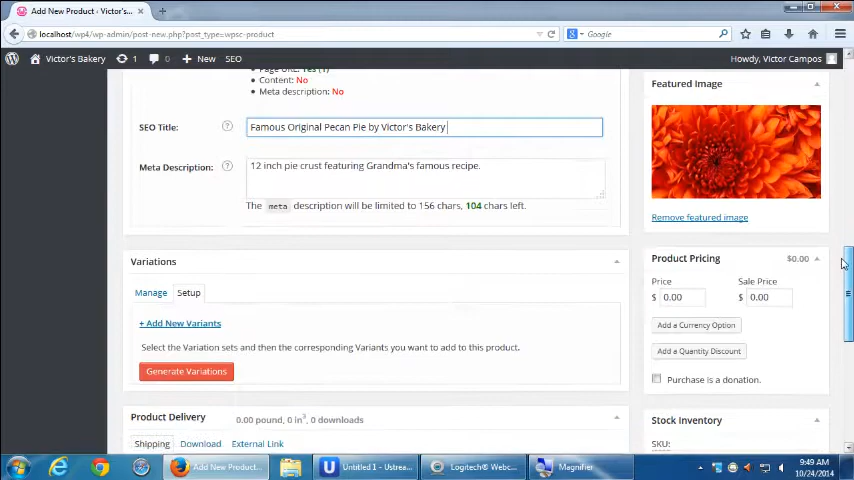 Add New Product ‹ Victor's...
localhost/wp4/wp-admin/post-new.php?post_type=wpsc-product
Google
Victor's Bakery 1 0 + New SEO Howdy, Victor Campos
Page URL: Yes (1)
Content: No
Meta description: No
SEO Title: ? Famous Original Pecan Pie by Victor's Bakery
Meta Description: ? 12 inch pie crust featuring Grandma's famous recipe.
The meta description will be limited to 156 chars, 104 chars left.
Variations
Manage Setup
+ Add New Variants
Select the Variation sets and then the corresponding Variants you want to add to this product.
Generate Variations
Product Delivery 0.00 pound, 0 in³, 0 downloads
Shipping Download External Link
Featured Image
Remove featured image
Product Pricing $0.00
Price Sale Price
$ 0.00 $ 0.00
Add a Currency Option
Add a Quantity Discount
Purchase is a donation.
Stock Inventory
SKU:
Add New Product... Untitled 1 - Ustrea... Logitech® Webc... Magnifier
9:49 AM
10/24/2014